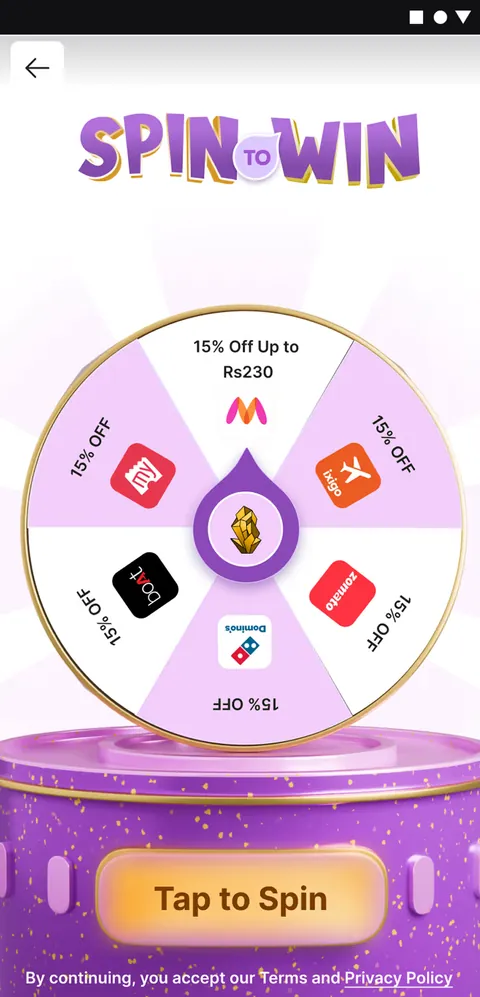 SPIN TO WIN
15% Off Up to
Rs230
15% OFF
my
15% OFF
ixigo
boAt
15% OFF
zomato
15% OFF
Domino's
15% OFF
Tap to Spin
By continuing, you accept our Terms and Privacy Policy